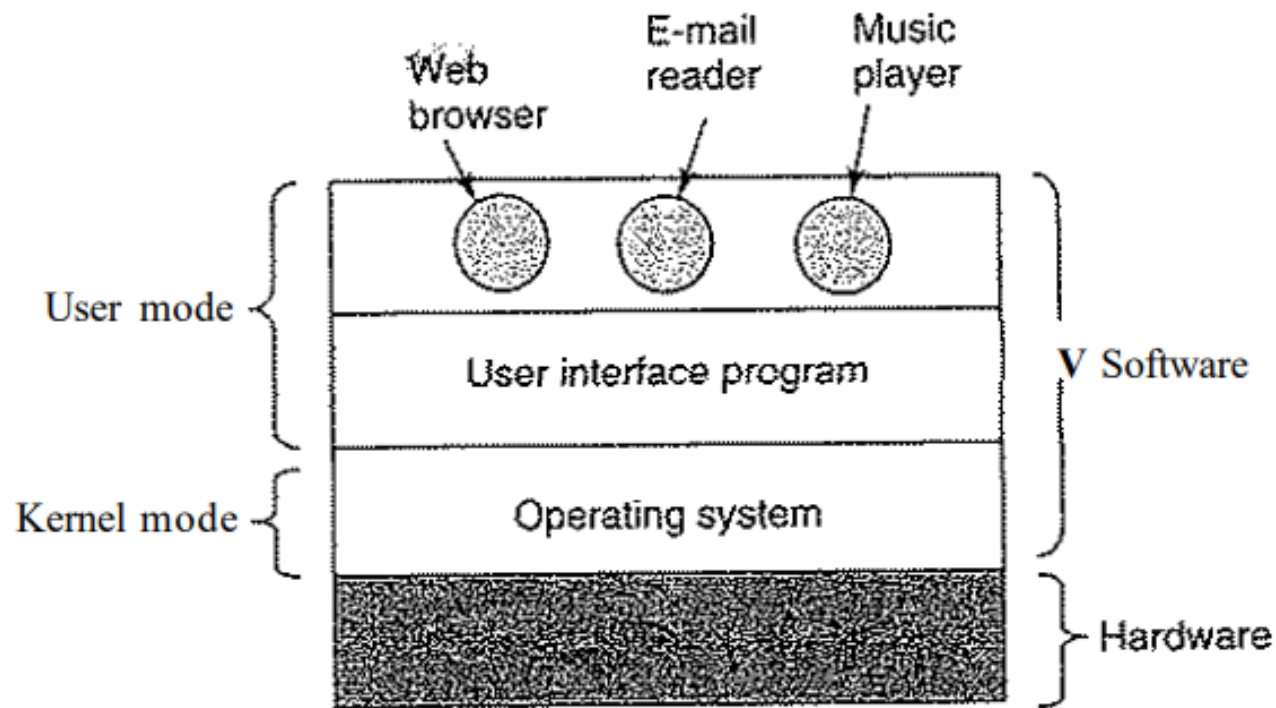 Web
browser
E-mail
reader
Music
player
User mode
User interface program
V Software
Kernel mode
Operating system
Hardware